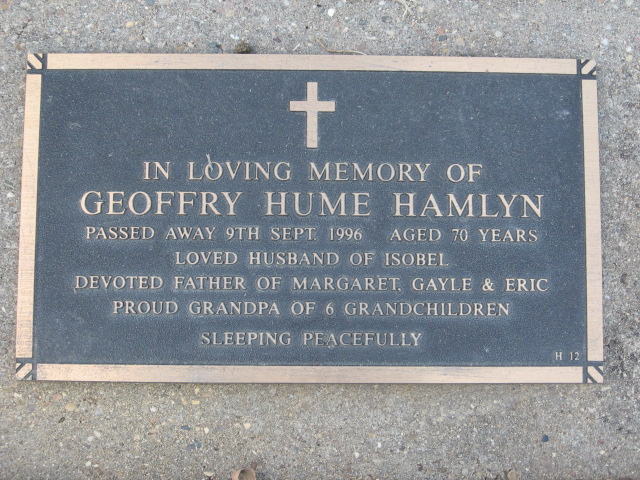 IN LOVING MEMORY OF
GEOFFRY HUME HAMLYN
PASSED AWAY 9TH SEPT. 1996 AGED 70 YEARS
LOVED HUSBAND OF ISOBEL
DEVOTED FATHER OF MARGARET, GAYLE & ERIC
PROUD GRANDPA OF 6 GRANDCHILDREN
SLEEPING PEACEFULLY
H 12